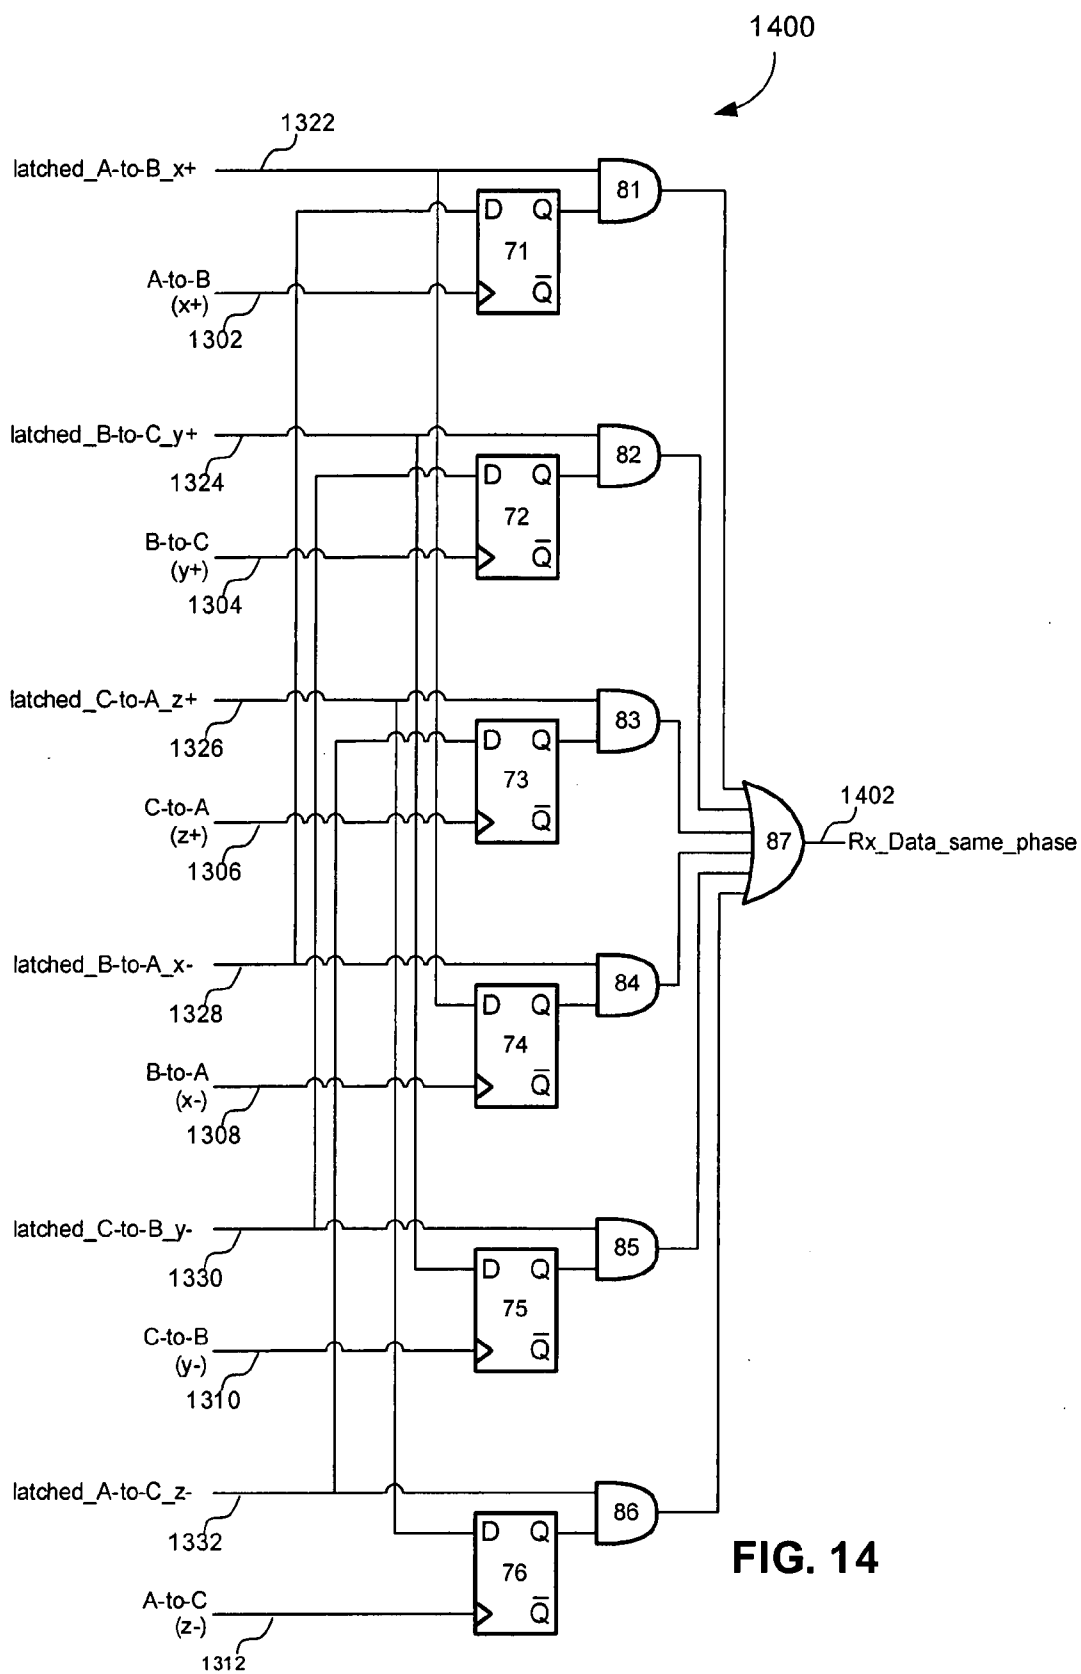 1400
1322
latched_A-to-B_x+
81
D Q
71
A-to-B
(x+)
Q
1302
latched_B-to-C_y+
82
1324
D Q
72
B-to-C
(y+)
Q
1304
latched_C-to-A_z+
83
1326
D Q
73
C-to-A
(z+)
Q
1306
87
1402
Rx_Data_same_phase
latched_B-to-A_x-
84
1328
D Q
74
B-to-A
(x-)
Q
1308
latched_C-to-B_y-
85
1330
D Q
75
C-to-B
(y-)
Q
1310
latched_A-to-C_z-
86
1332
D Q
76
FIG. 14
A-to-C
(z-)
Q
1312